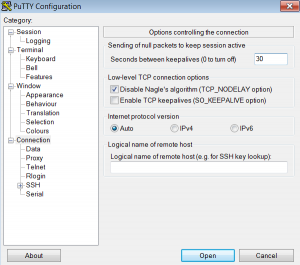 PuTTY Configuration
Category:
Session
Logging
Terminal
Keyboard
Bell
Features
Window
Appearance
Behaviour
Translation
Selection
Colours
Connection
Data
Proxy
Telnet
Rlogin
SSH
Serial
Options controlling the connection
Sending of null packets to keep session active
Seconds between keepalives (0 to turn off) 30
Low-level TCP connection options
Disable Nagle's algorithm (TCP_NODELAY option)
Enable TCP keepalives (SO_KEEPALIVE option)
Internet protocol version
Auto IPv4 IPv6
Logical name of remote host
Logical name of remote host (e.g. for SSH key lookup):
About Open Cancel